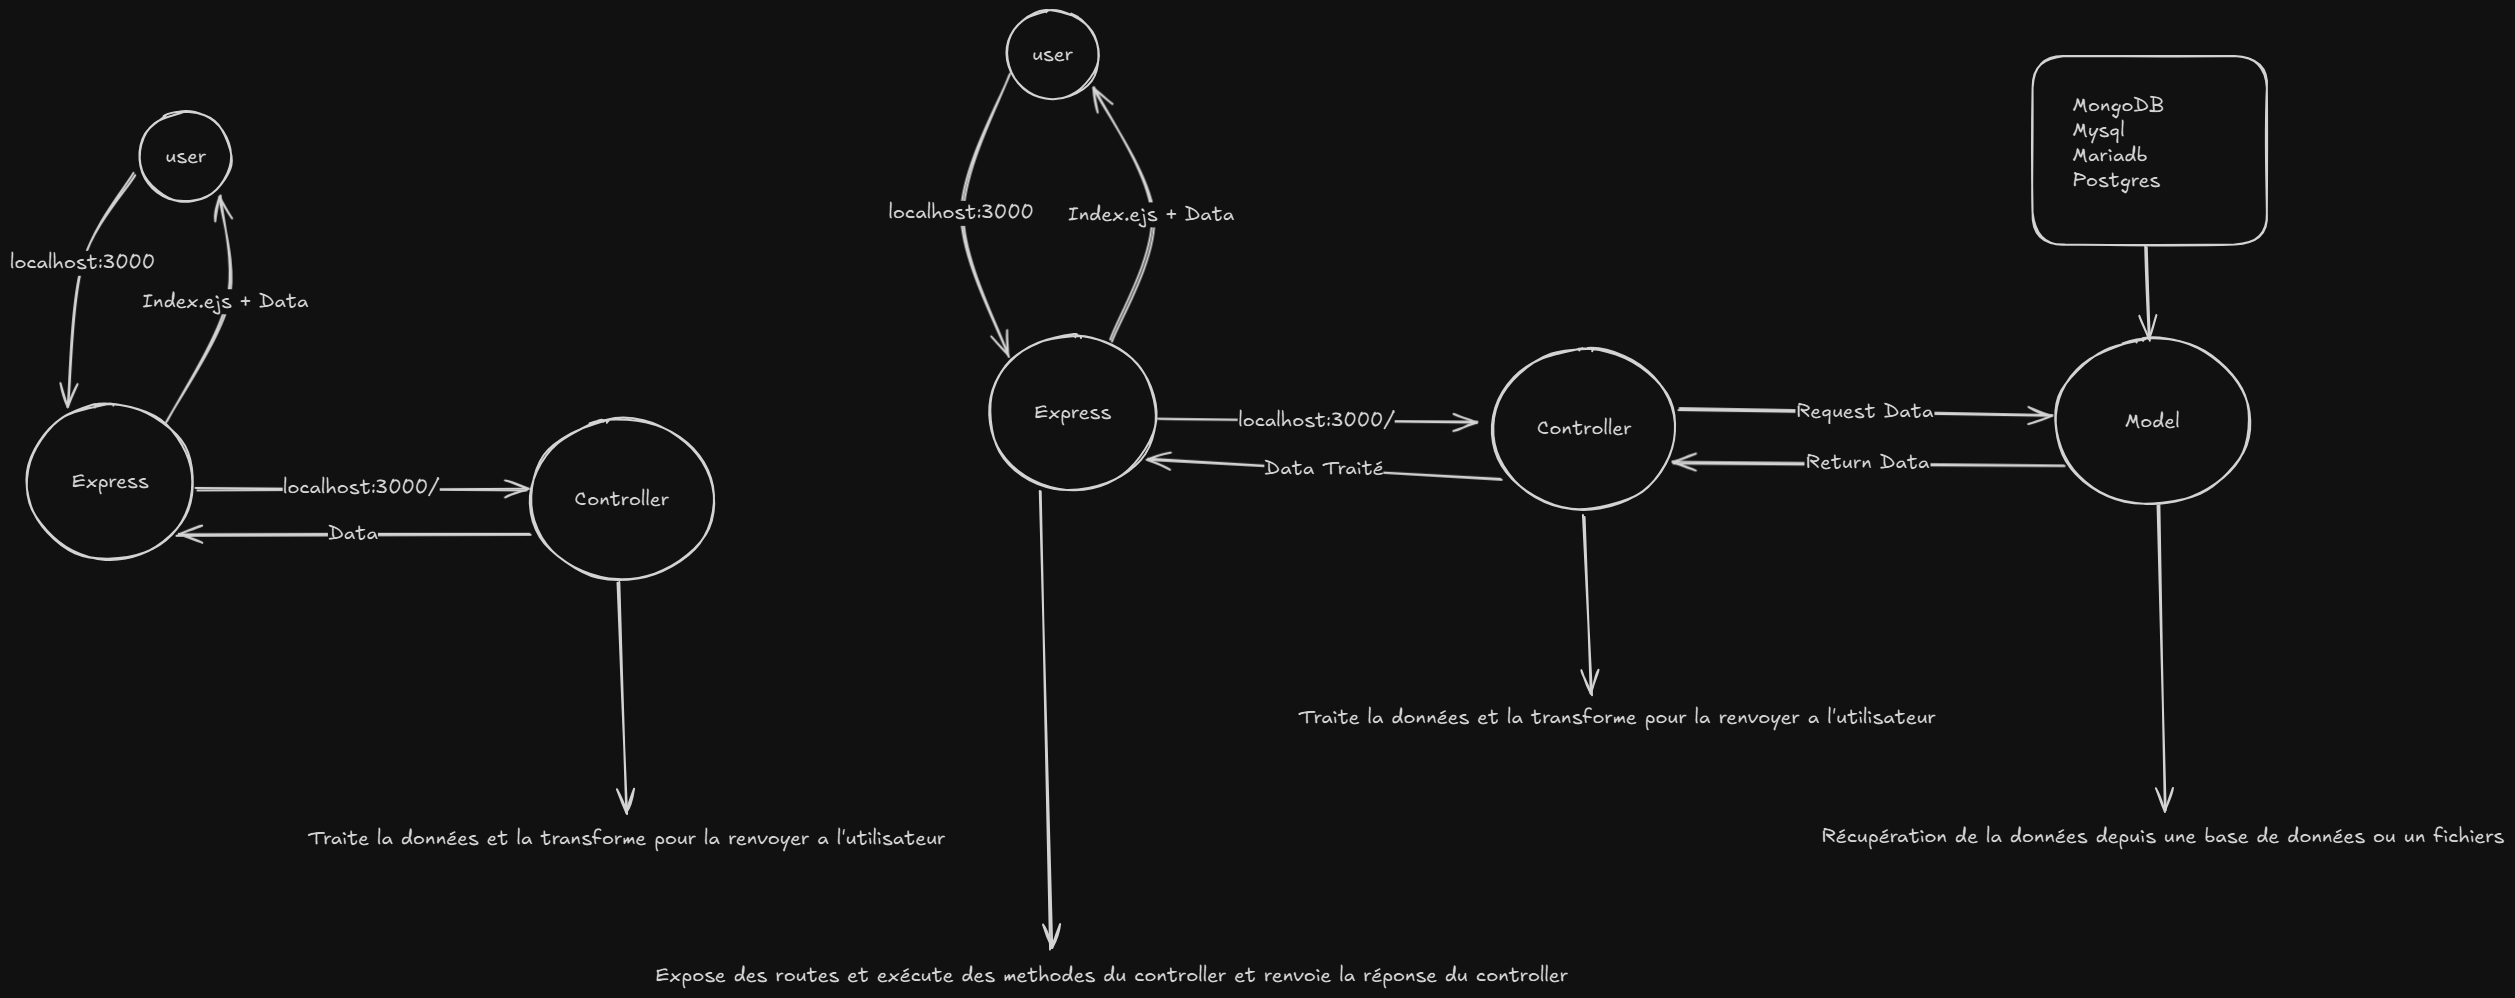 user
localhost:3000
Index.ejs + Data
Express
localhost:3000/
Data
Controller
Traite la données et la transforme pour la renvoyer a l'utilisateur
user
localhost:3000
Index.ejs + Data
Express
localhost:3000/
Data Traité
Controller
Request Data
Return Data
Model
MongoDB
Mysql
Mariadb
Postgres
Traite la données et la transforme pour la renvoyer a l'utilisateur
Récupération de la données depuis une base de données ou un fichiers
Expose des routes et exécute des methodes du controller et renvoie la réponse du controller